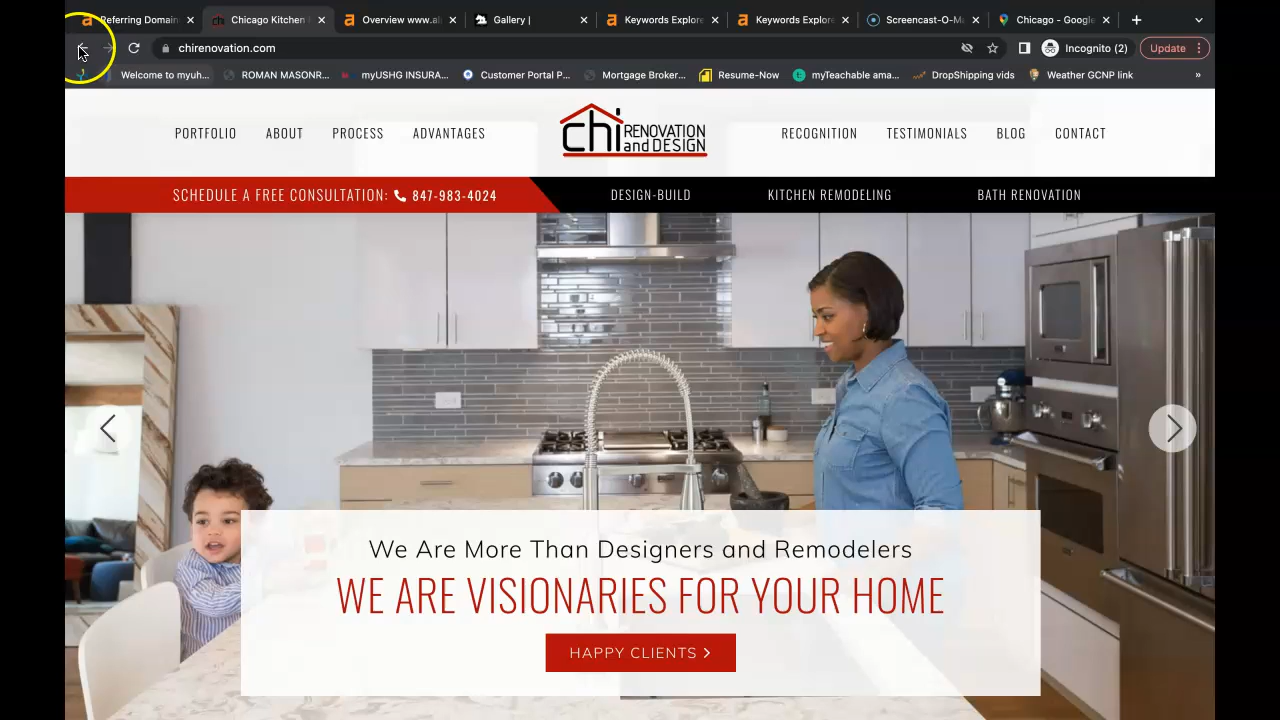 Referring Domain
Chicago Kitchen
Overview www.al
Gallery |
Keywords Explore
Keywords Explore
Screencast-O-Ma
Chicago - Google
chirenovation.com
Incognito (2)
Update
Welcome to myuh...
ROMAN MASONR...
myUSHG INSURA...
Customer Portal P...
Mortgage Broker...
Resume-Now
myTeachable ama...
DropShipping vids
Weather GCNP link
»
PORTFOLIO ABOUT PROCESS ADVANTAGES
chi RENOVATION
and DESIGN
RECOGNITION TESTIMONIALS BLOG CONTACT
SCHEDULE A FREE CONSULTATION: 847-983-4024
DESIGN-BUILD KITCHEN REMODELING BATH RENOVATION
We Are More Than Designers and Remodelers
WE ARE VISIONARIES FOR YOUR HOME
HAPPY CLIENTS >